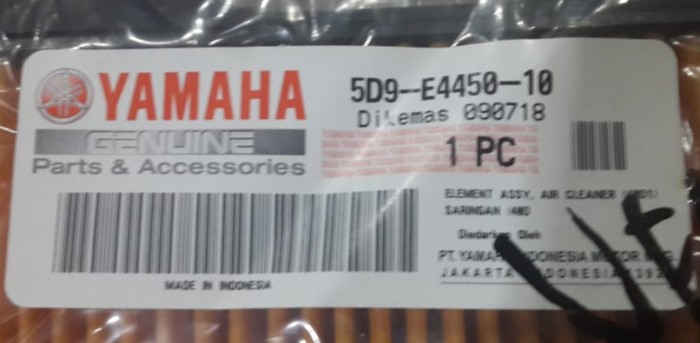 YAMAHA
GENUINE
Parts & Accessories
5D9-E4450-10
Dikemas 090718
1 PC
ELEMENT ASSY, AIR CLEANER
SARINGAN
Diedarkan Oleh
PT. YAMAHA INDONESIA MOTOR MFG.
JAKARTA INDONESIA
MADE IN INDONESIA